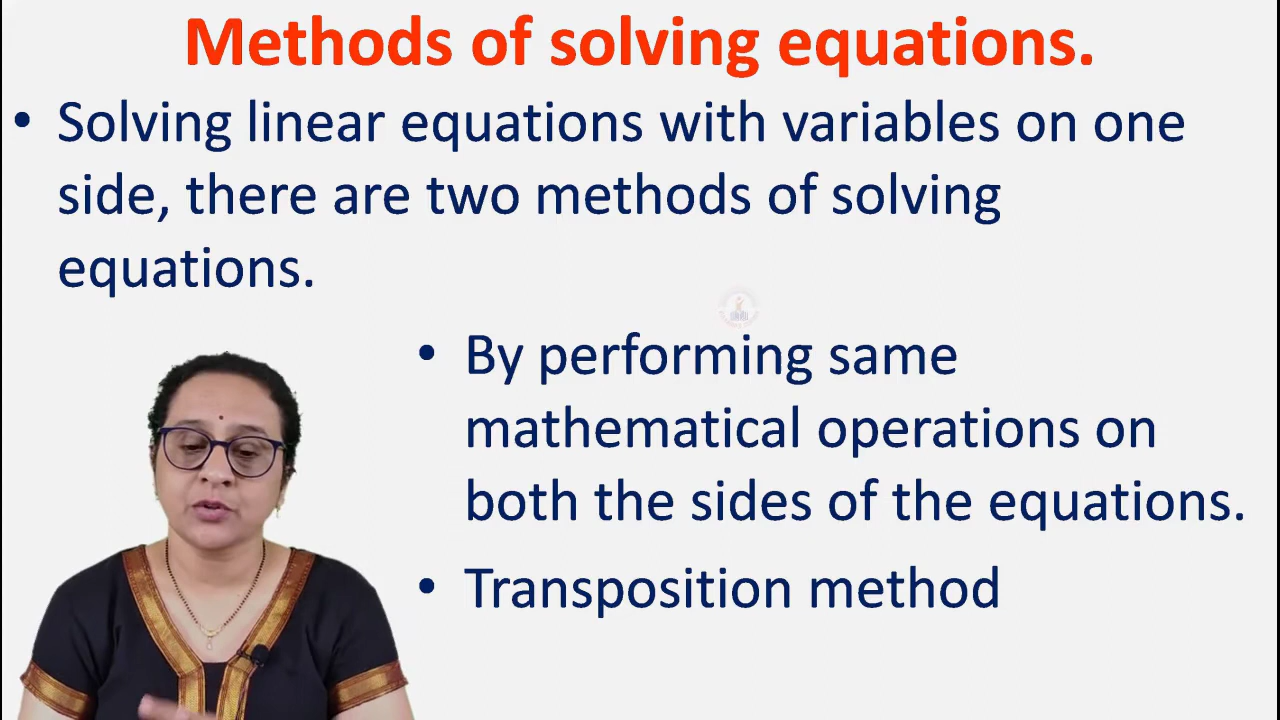 Methods of solving equations.
• Solving linear equations with variables on one
side, there are two methods of solving
equations.
• By performing same
mathematical operations on
both the sides of the equations.
• Transposition method